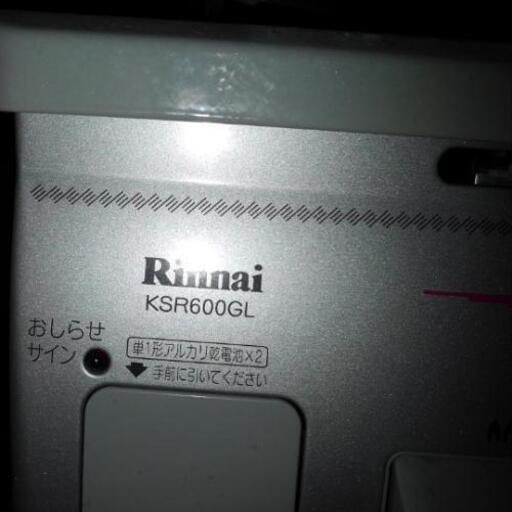 Rinnai
KSR600GL
おしらせ
サイン
単1形アルカリ乾電池×2
手前に引いてください